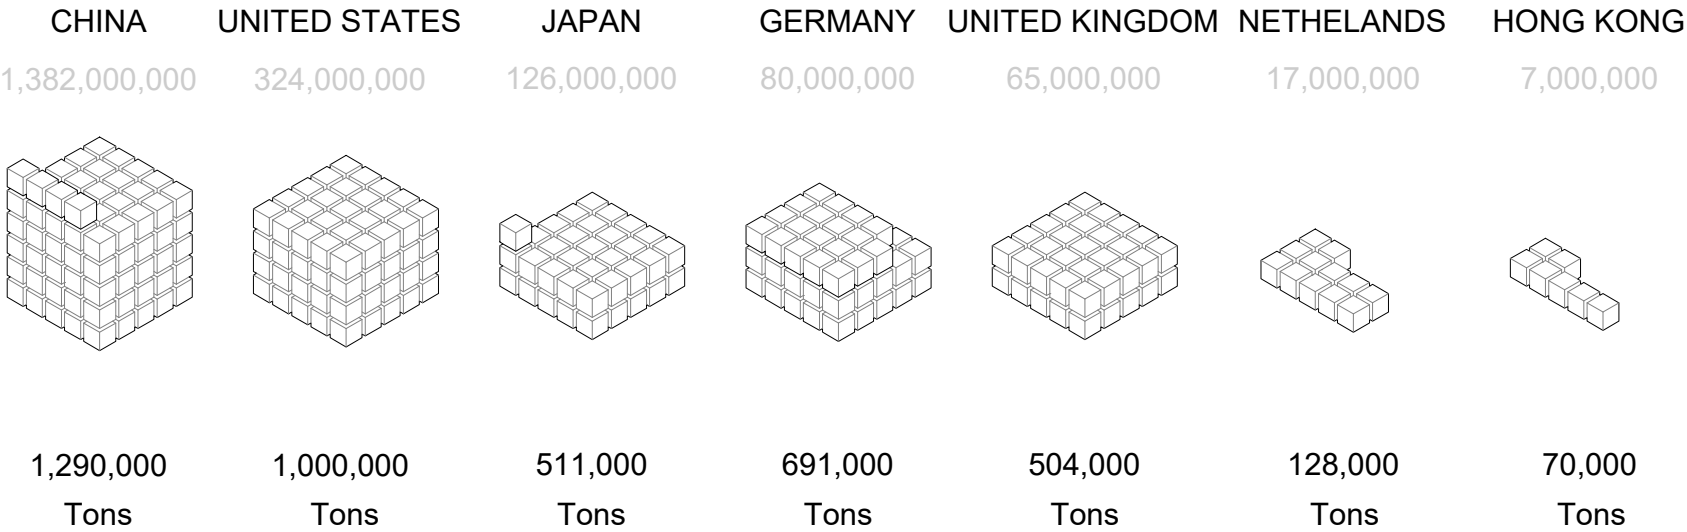 CHINA UNITED STATES JAPAN GERMANY UNITED KINGDOM NETHELANDS HONG KONG
1,382,000,000 324,000,000 126,000,000 80,000,000 65,000,000 17,000,000 7,000,000
1,290,000 1,000,000 511,000 691,000 504,000 128,000 70,000
Tons Tons Tons Tons Tons Tons Tons